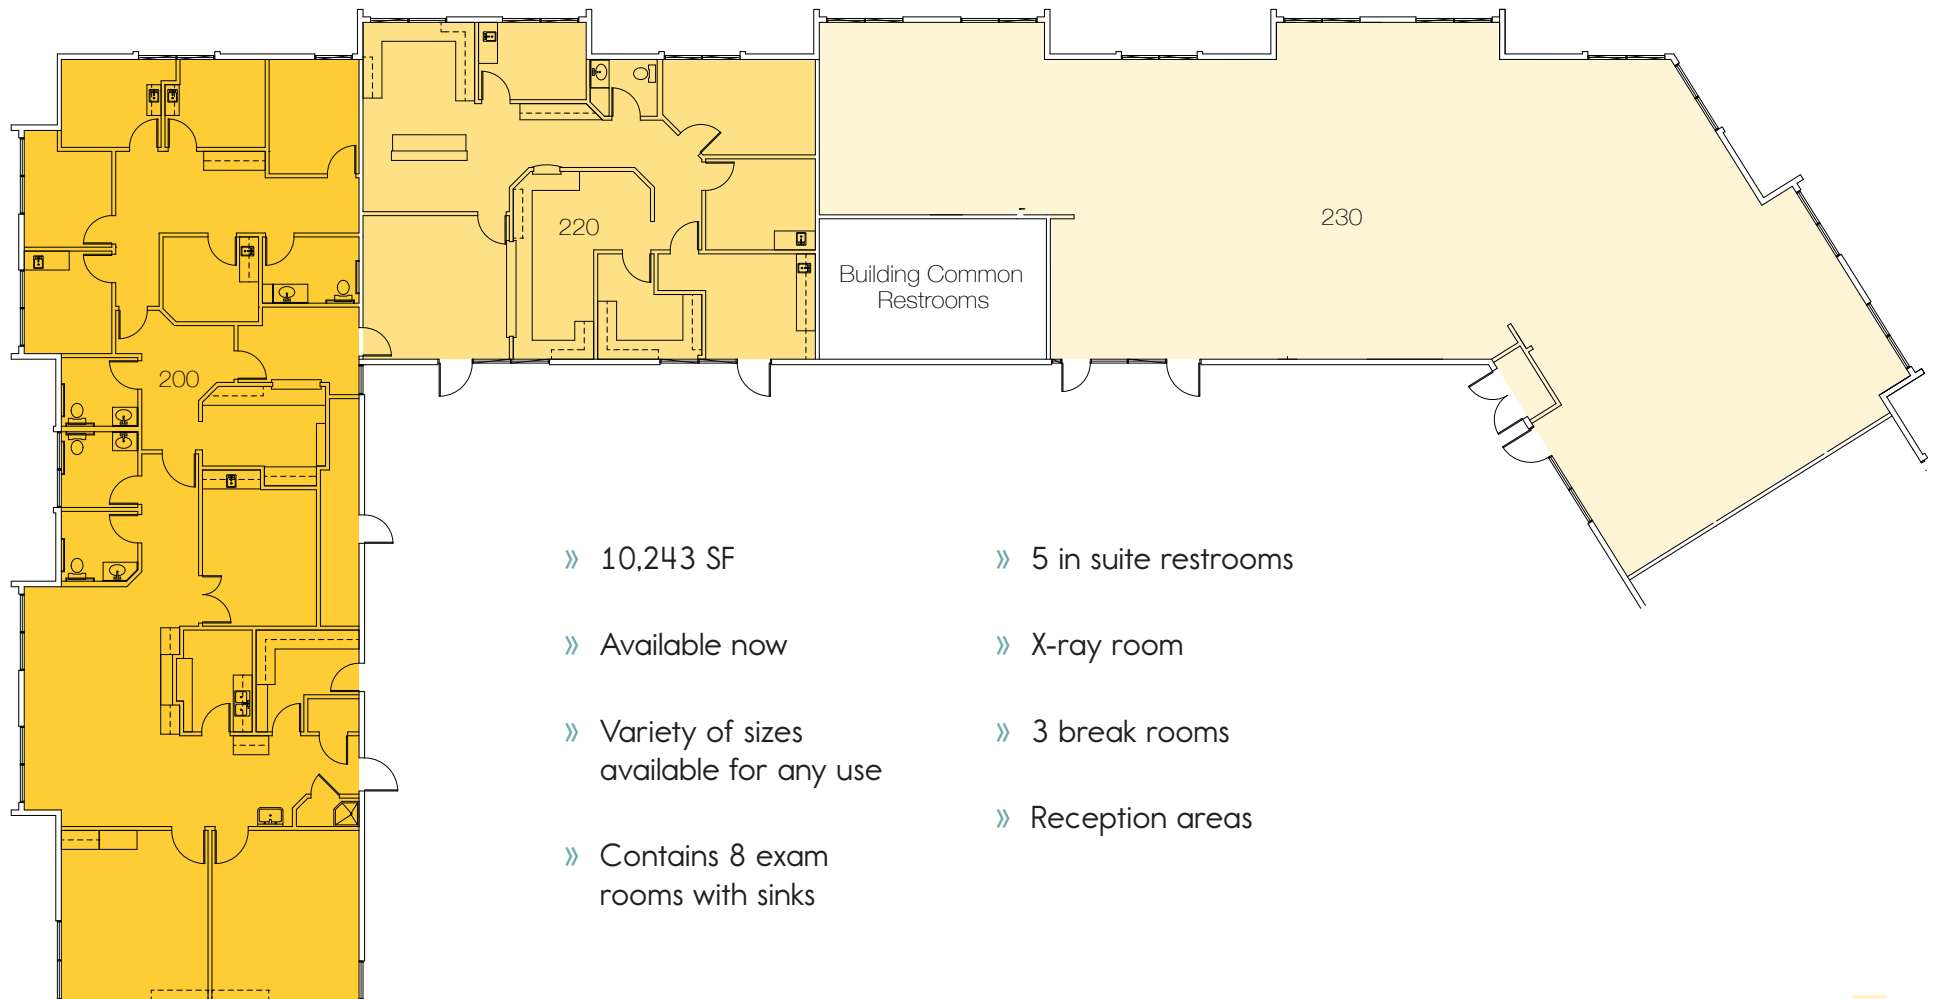 220
230
Building Common
Restrooms
200
» 10,243 SF
» Available now
» Variety of sizes
available for any use
» Contains 8 exam
rooms with sinks
» 5 in suite restrooms
» X-ray room
» 3 break rooms
» Reception areas